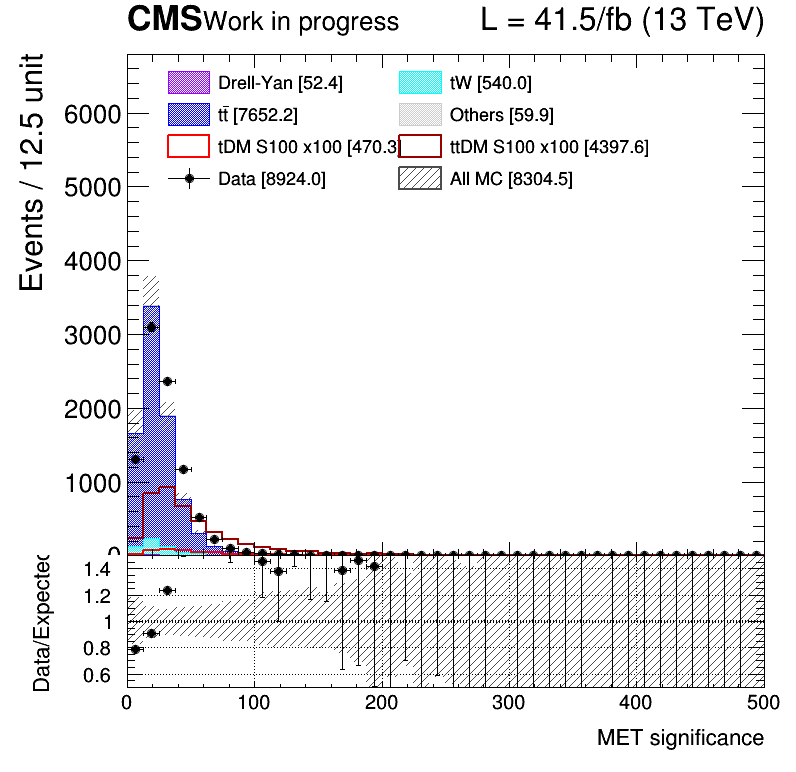 CMS Work in progress L = 41.5/fb (13 TeV)
Drell-Yan [52.4] tW [540.0]
tt̄ [7652.2] Others [59.9]
tDM S100 x100 [470.3] ttDM S100 x100 [4397.6]
Data [8924.0] All MC [8304.5]
Events / 12.5 unit
6000
5000
4000
3000
2000
1000
0
Data/Expected
1.4
1.2
1
0.8
0.6
0 100 200 300 400 500
MET significance